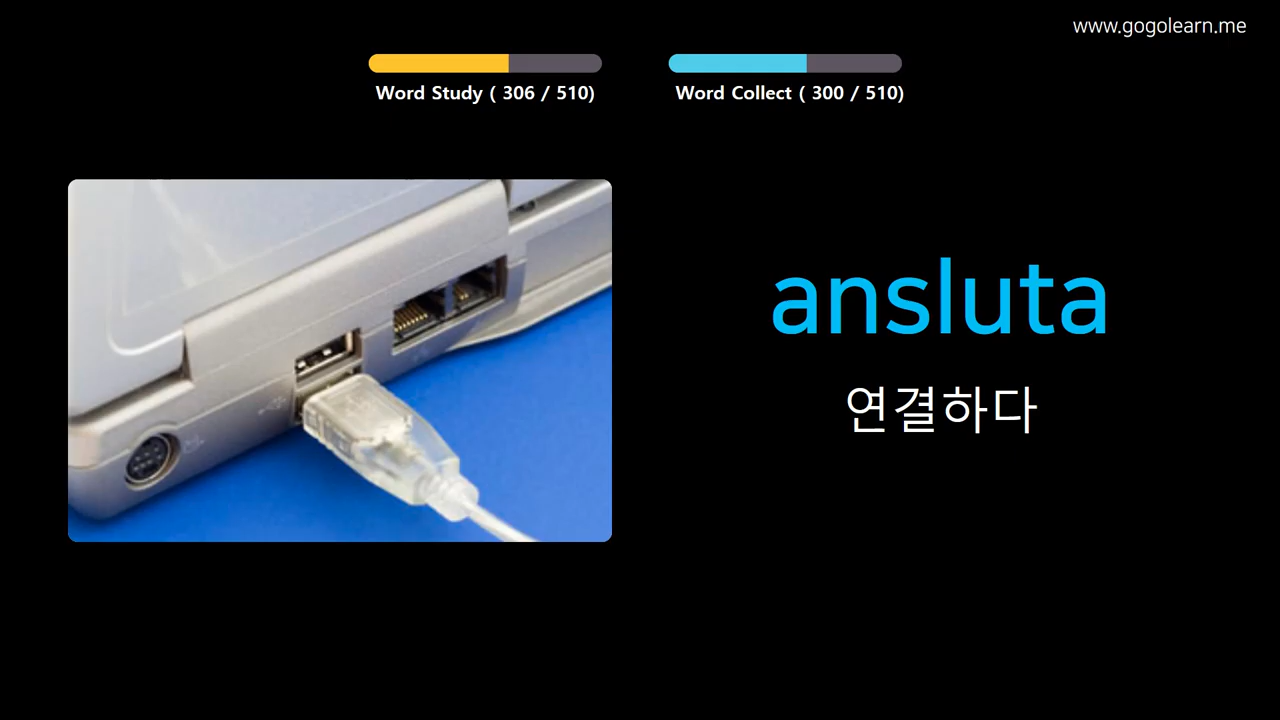 www.gogolearn.me
Word Study ( 306 / 510)
Word Collect ( 300 / 510)
ansluta
연결하다